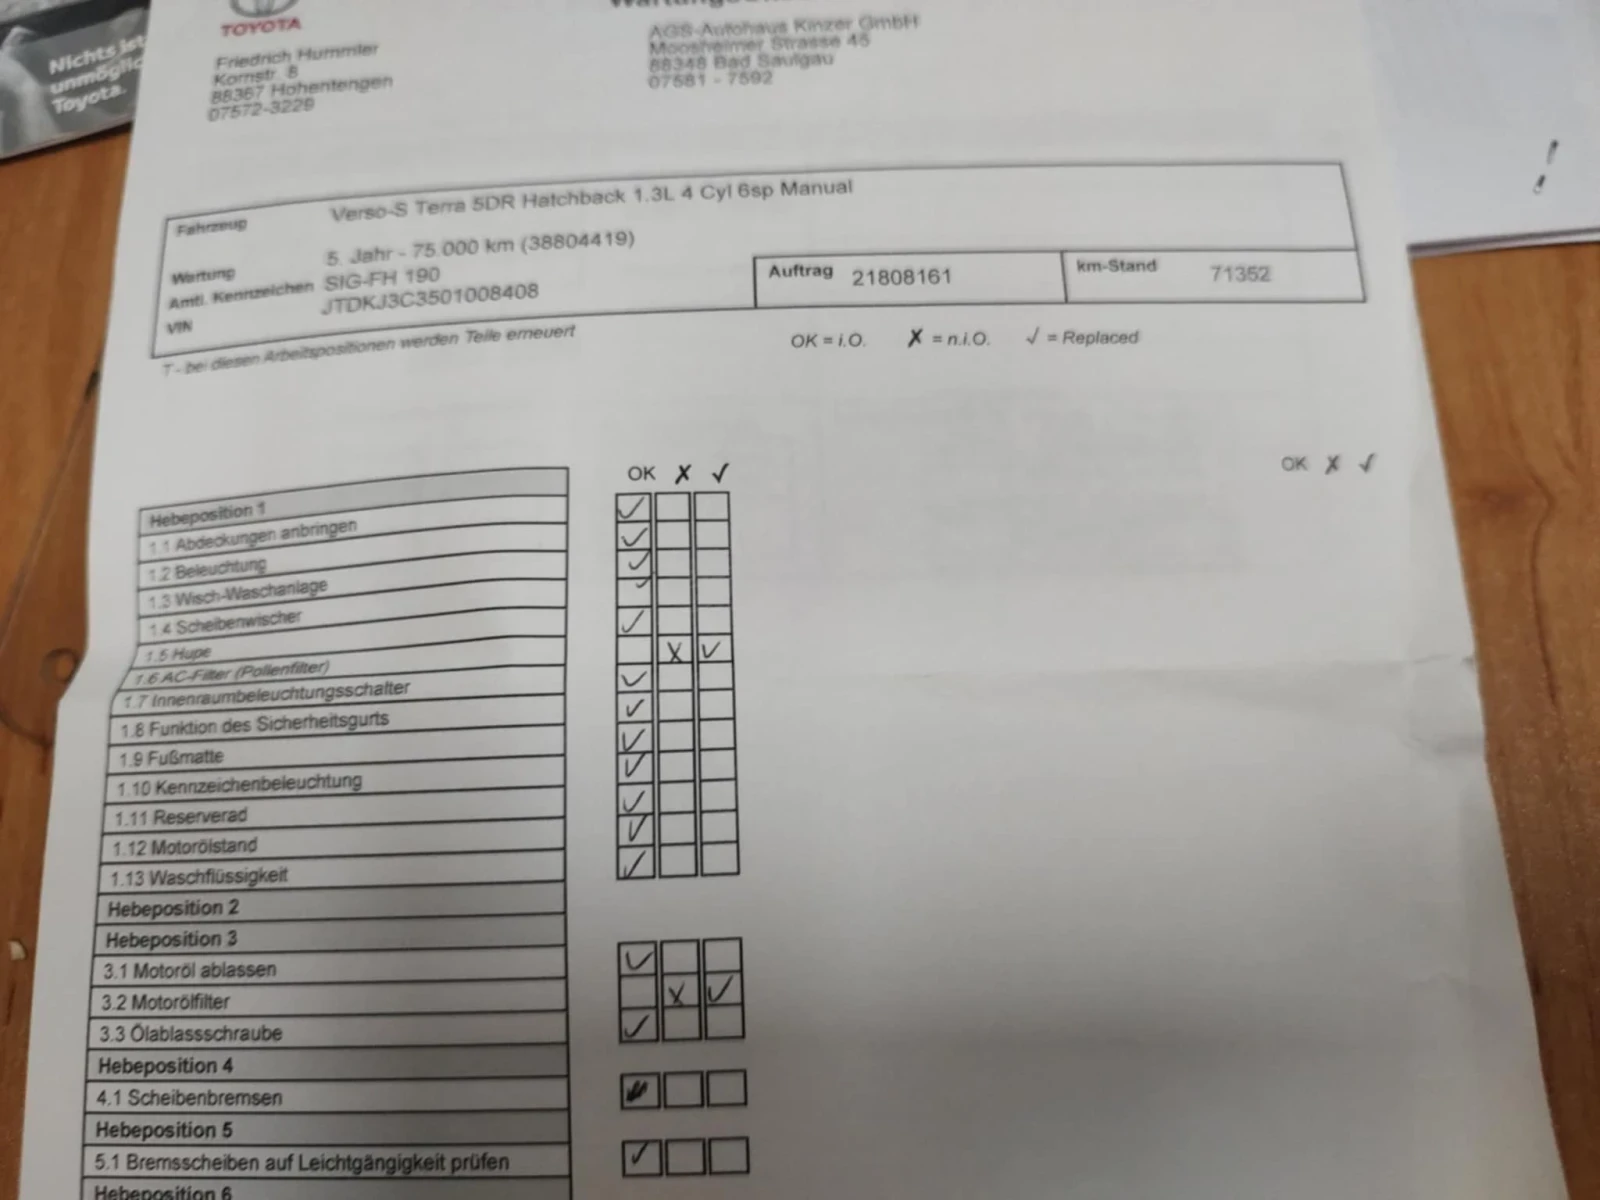 Nichts ist
unmöglic
Toyota.
TOYOTA
Friedrich Hummler
Kornstr. 8
88367 Hohentengen
07572-3229
AGS-Autohaus Kinzer GmbH
Moosheimer Strasse 46
88348 Bad Saulgau
07581 - 7592
Fahrzeug Verso-S Terra 5DR Hatchback 1.3L 4 Cyl 6sp Manual
Wartung 5. Jahr - 75.000 km (38804419)
Amtl. Kennzeichen SIG-FH 190
VIN JTDKJ3C3501008408
Auftrag 21808161
km-Stand 71352
T - bei diesen Arbeitspositionen werden Teile erneuert
OK = i.O. ✗ = n.i.O. √ = Replaced
OK ✗ √
OK ✗ √
Hebeposition 1
1.1 Abdeckungen anbringen ✓
1.2 Beleuchtung ✓
1.3 Wisch-Waschanlage ✓
1.4 Scheibenwischer ✓
1.5 Hupe ✓
1.6 AC-Filter (Pollenfilter) X ✓
1.7 Innenraumbeleuchtungsschalter ✓
1.8 Funktion des Sicherheitsgurts ✓
1.9 Fußmatte ✓
1.10 Kennzeichenbeleuchtung ✓
1.11 Reserverad ✓
1.12 Motorölstand ✓
1.13 Waschflüssigkeit ✓
Hebeposition 2
Hebeposition 3
3.1 Motoröl ablassen ✓
3.2 Motorölfilter X ✓
3.3 Ölablassschraube ✓
Hebeposition 4
4.1 Scheibenbremsen
Hebeposition 5
5.1 Bremsscheiben auf Leichtgängigkeit prüfen ✓
Hebeposition 6